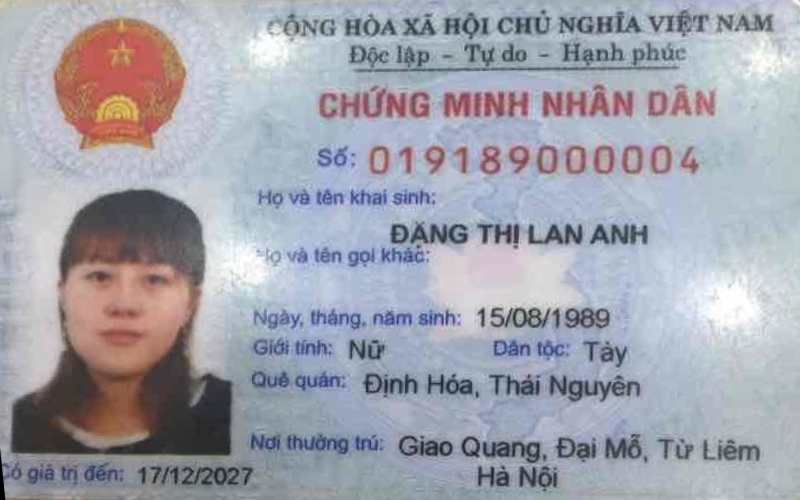 CỘNG HÒA XÃ HỘI CHỦ NGHĨA VIỆT NAM
Độc lập - Tự do - Hạnh phúc
CHỨNG MINH NHÂN DÂN
Số: 019189000004
Họ và tên khai sinh:
ĐẶNG THỊ LAN ANH
Họ và tên gọi khác:
Ngày, tháng, năm sinh: 15/08/1989
Giới tính: Nữ Dân tộc: Tày
Quê quán: Định Hóa, Thái Nguyên
Nơi thường trú: Giao Quang, Đại Mỗ, Từ Liêm
Hà Nội
Có giá trị đến: 17/12/2027